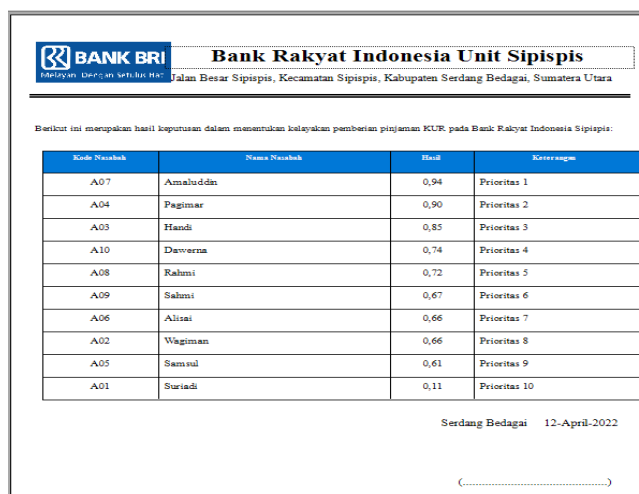 BANK BRI
Melayani Dengan Setulus Hati
Bank Rakyat Indonesia Unit Sipispis
Jalan Besar Sipispis, Kecamatan Sipispis, Kabupaten Serdang Bedagai, Sumatera Utara
Berikut ini merupakan hasil keputusan dalam menentukan kelayakan pemberian pinjaman KUR pada Bank Rakyat Indonesia Sipispis:
Kode Nasabah Nama Nasabah Hasil Keterangan
A07 Amaluddin 0,94 Prioritas 1
A04 Pagimar 0,90 Prioritas 2
A03 Handi 0,85 Prioritas 3
A10 Dawerna 0,74 Prioritas 4
A08 Rahmi 0,72 Prioritas 5
A09 Sahmi 0,67 Prioritas 6
A06 Alisai 0,66 Prioritas 7
A02 Wagiman 0,66 Prioritas 8
A05 Samsul 0,61 Prioritas 9
A01 Suriadi 0,11 Prioritas 10
Serdang Bedagai 12-April-2022
(...............................................)